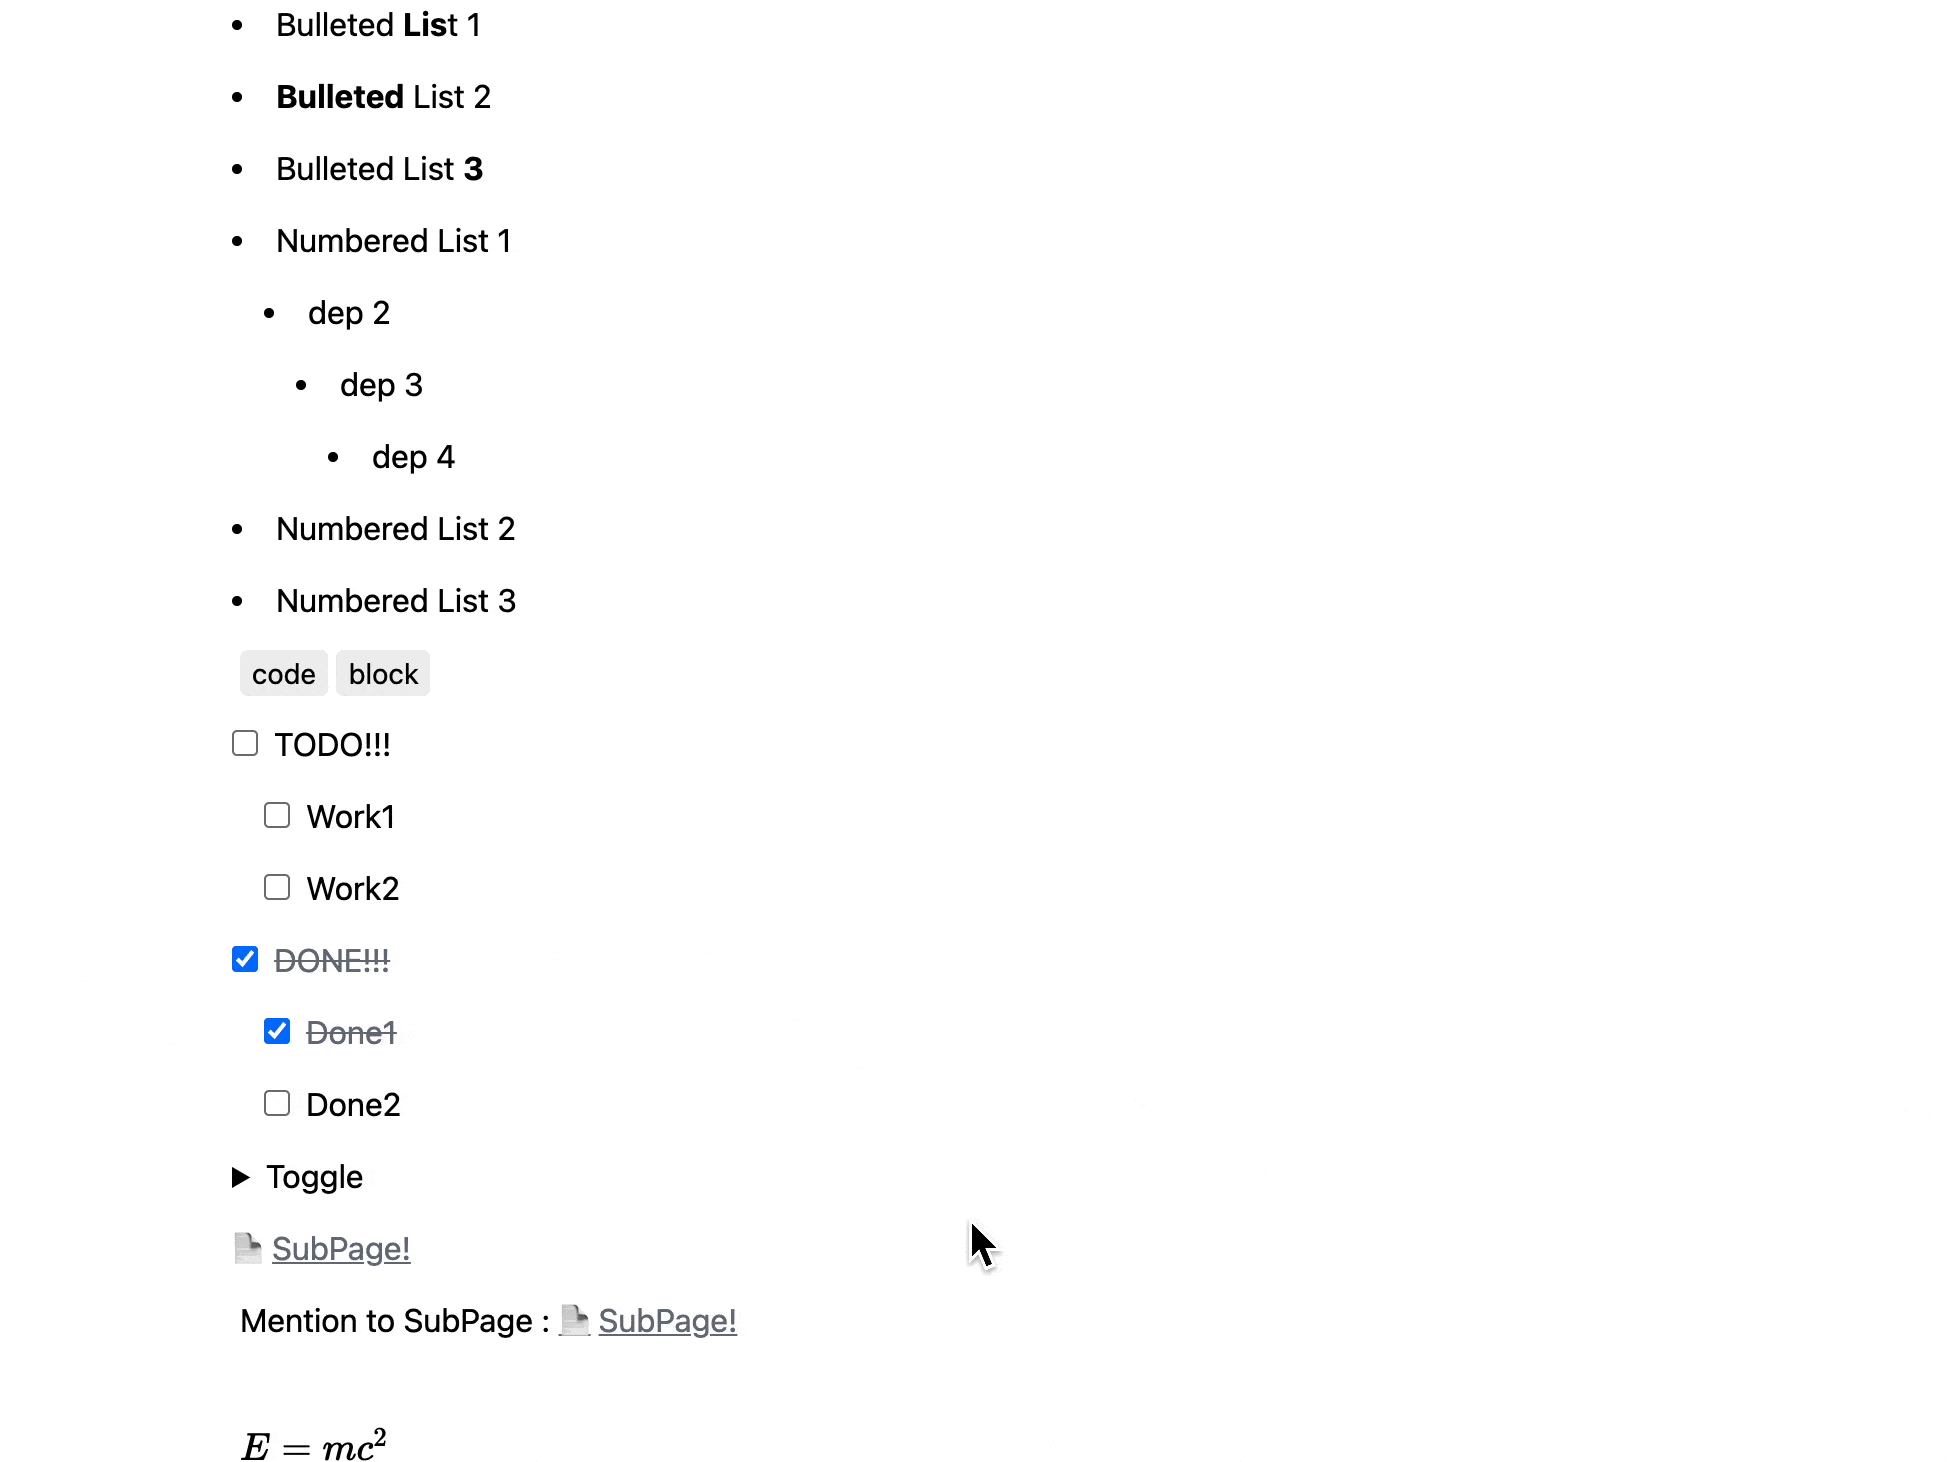 Bulleted List 1
Bulleted List 2
Bulleted List 3
Numbered List 1
dep 2
dep 3
dep 4
Numbered List 2
Numbered List 3
code block
TODO!!!
Work1
Work2
DONE!!!
Done1
Done2
Toggle
SubPage!
Mention to SubPage : SubPage!
E = mc²